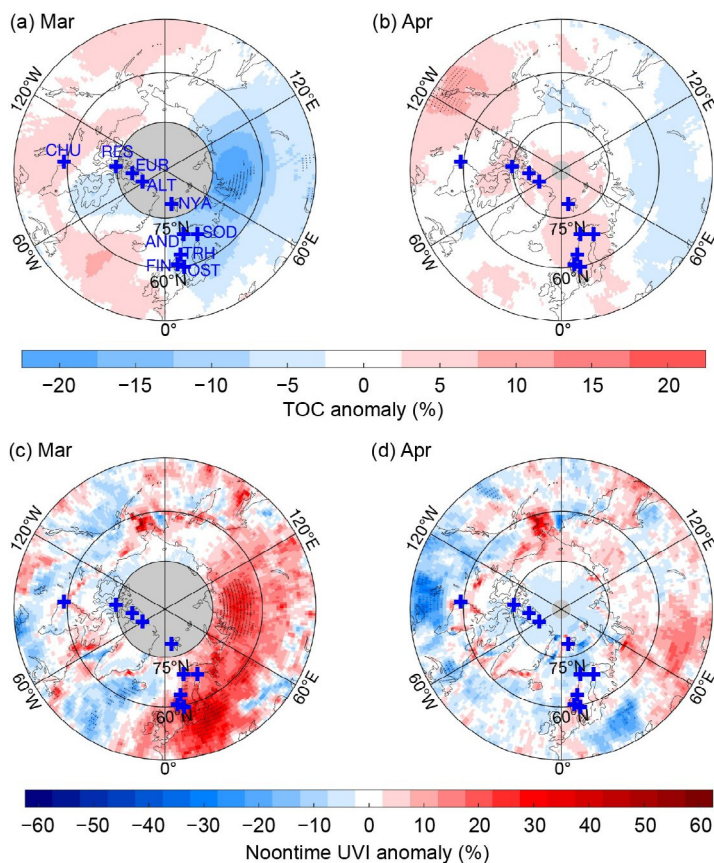 (a) Mar
(b) Apr
120°W
120°E
120°W
120°E
CHU
RES
EUR
ALT
NYA
75°N
AND
SOD
TRH
FIN
OST
60°N
60°W
60°E
0°
75°N
60°N
60°W
60°E
0°
−20 −15 −10 −5 0 5 10 15 20
TOC anomaly (%)
(c) Mar
(d) Apr
120°W
120°E
120°W
120°E
75°N
60°N
60°W
60°E
0°
75°N
60°N
60°W
60°E
0°
−60 −50 −40 −30 −20 −10 0 10 20 30 40 50 60
Noontime UVI anomaly (%)